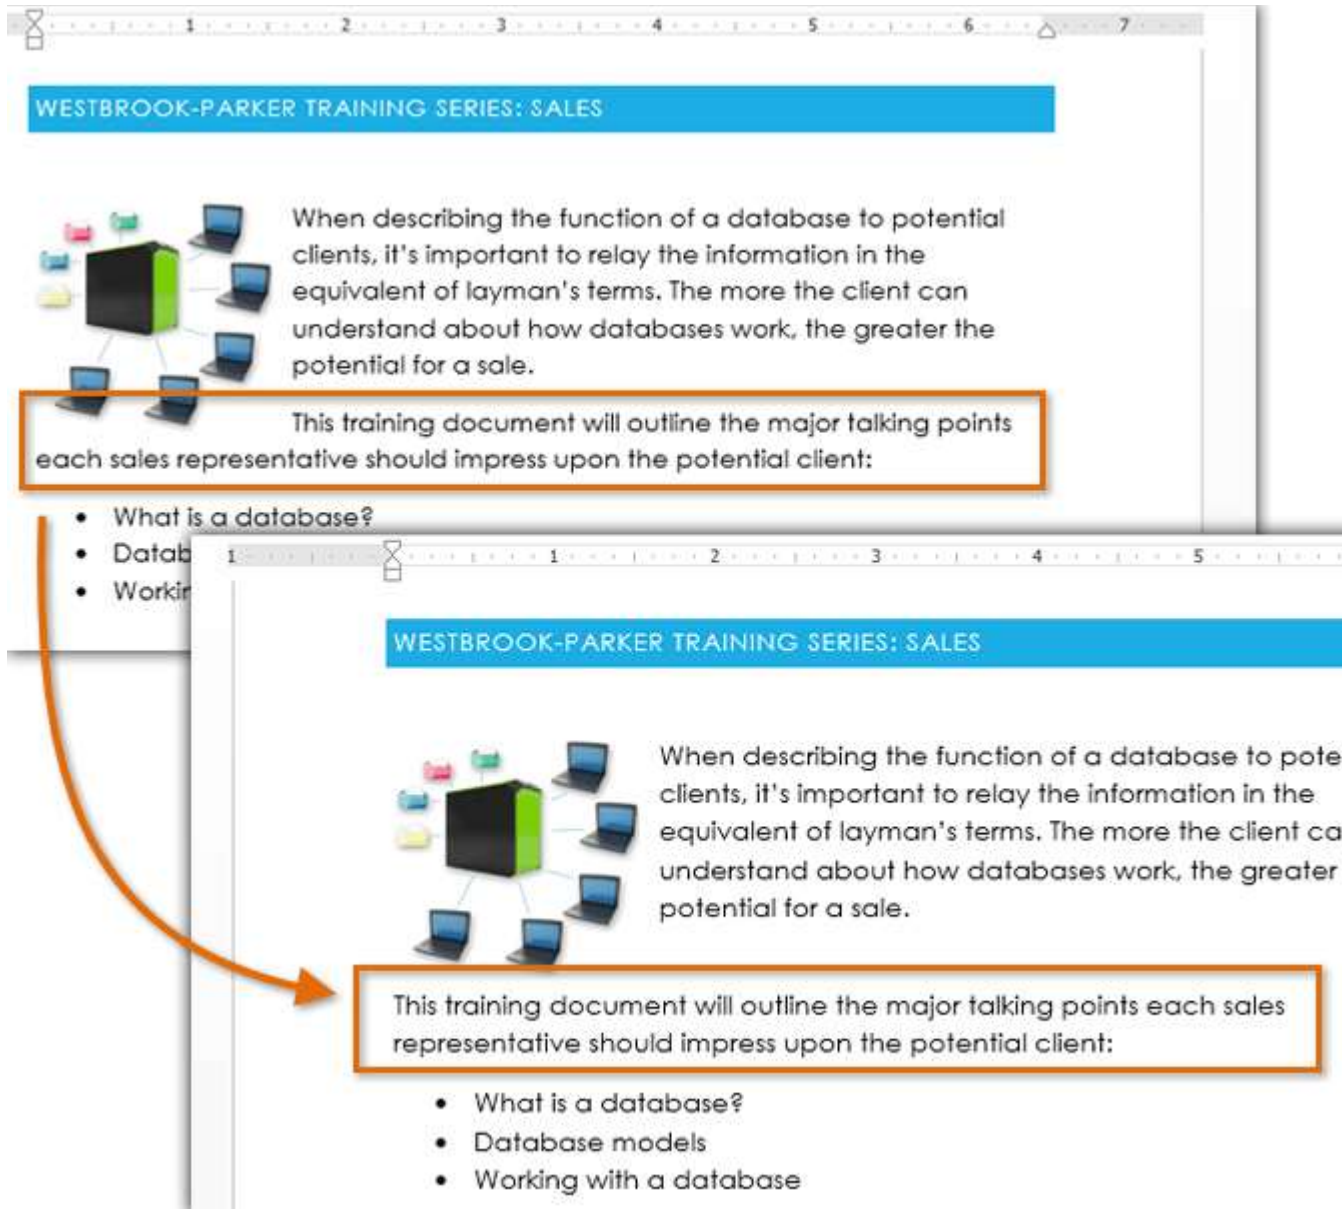 1 2 3 4 5 6 7
WESTBROOK-PARKER TRAINING SERIES: SALES
When describing the function of a database to potential
clients, it's important to relay the information in the
equivalent of layman's terms. The more the client can
understand about how databases work, the greater the
potential for a sale.
This training document will outline the major talking points
each sales representative should impress upon the potential client:
• What is a database?
• Datab
• Workin
1 1 2 3 4 5
WESTBROOK-PARKER TRAINING SERIES: SALES
When describing the function of a database to pote
clients, it's important to relay the information in the
equivalent of layman's terms. The more the client ca
understand about how databases work, the greater
potential for a sale.
This training document will outline the major talking points each sales
representative should impress upon the potential client:
• What is a database?
• Database models
• Working with a database